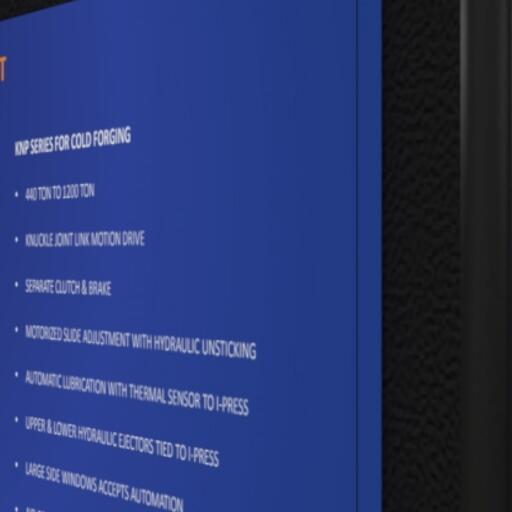 T
KNP SERIES FOR COLD FORGING
• 440 TON TO 1200 TON
• KNUCKLE JOINT LINK MOTION DRIVE
• SEPARATE CLUTCH & BRAKE
• MOTORIZED SLIDE ADJUSTMENT WITH HYDRAULIC UNSTICKING
• AUTOMATIC LUBRICATION WITH THERMAL SENSOR TO I-PRESS
• UPPER & LOWER HYDRAULIC EJECTORS TIED TO I-PRESS
• LARGE SIDE WINDOWS ACCEPTS AUTOMATION